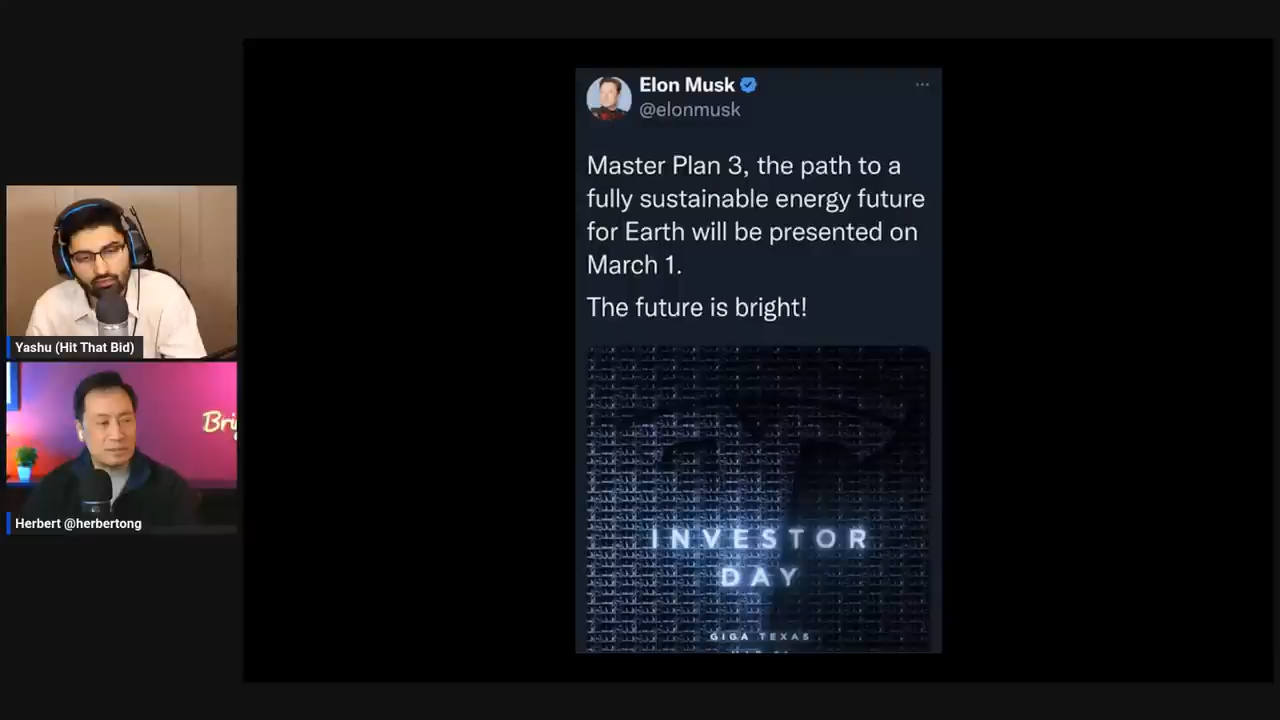 Elon Musk
@elonmusk
Master Plan 3, the path to a
fully sustainable energy future
for Earth will be presented on
March 1.
The future is bright!
INVESTOR
DAY
GIGA TEXAS
Yashu (Hit That Bid)
Herbert @herbertong